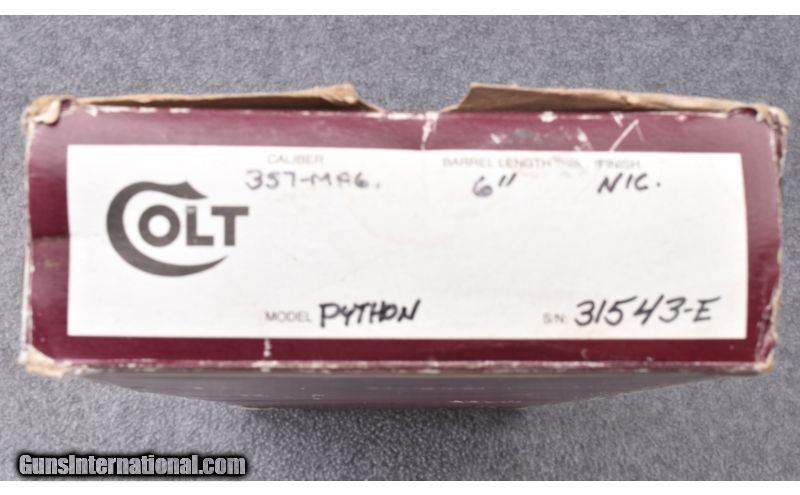 CALIBER BARREL LENGTH FINISH
357-MAG. 6" NIC.
COLT
MODEL PYTHON S/N: 31543-E
GunsInternational.com